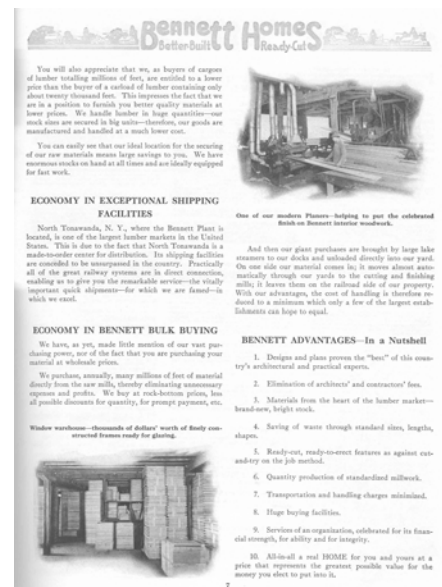 Bennett Homes
Better-Built Ready-Cut
You will also appreciate that we, as buyers of cargoes
of lumber totalling millions of feet, are entitled to a lower
price than the buyer of a carload of lumber containing only
about twenty thousand feet. This impresses the fact that we
are in a position to furnish you better quality materials at
lower prices. We handle lumber in huge quantities—our
stock sizes are secured in big units—therefore, our goods are
manufactured and handled at a much lower cost.
You can easily see that our ideal location for the securing
of our raw materials means large savings to you. We have
enormous stocks on hand at all times and are ideally equipped
for fast work.
ECONOMY IN EXCEPTIONAL SHIPPING
FACILITIES
North Tonawanda, N. Y., where the Bennett Plant is
located, is one of the largest lumber markets in the United
States. This is due to the fact that North Tonawanda is a
made-to-order center for distribution. Its shipping facilities
are conceded to be unsurpassed in the country. Practically
all of the great railway systems are in direct connection,
enabling us to give you the remarkable service—the vitally
important quick shipments—for which we are famed—in
which we excel.
ECONOMY IN BENNETT BULK BUYING
We have, as yet, made little mention of our vast pur-
chasing power, nor of the fact that you are purchasing your
material at wholesale prices.
We purchase, annually, many millions of feet of material
directly from the saw mills, thereby eliminating unnecessary
expenses and profits. We buy at rock-bottom prices, less
all possible discounts for quantity, for prompt payment, etc.
Window warehouse—thousands of dollars' worth of finely con-
structed frames ready for glazing.
One of our modern Planers—helping to put the celebrated
finish on Bennett interior woodwork.
And then our giant purchases are brought by large lake
steamers to our docks and unloaded directly into our yard.
On one side our material comes in; it moves almost auto-
matically through our yards to the cutting and finishing
mills; it leaves them on the railroad side of our property.
With our advantages, the cost of handling is therefore re-
duced to a minimum which only a few of the largest estab-
lishments can hope to equal.
BENNETT ADVANTAGES—In a Nutshell
1. Designs and plans proven the "best" of this coun-
try's architectural and practical experts.
2. Elimination of architects' and contractors' fees.
3. Materials from the heart of the lumber market—
brand-new, bright stock.
4. Saving of waste through standard sizes, lengths,
shapes.
5. Ready-cut, ready-to-erect features as against cut-
and-try on the job method.
6. Quantity production of standardized millwork.
7. Transportation and handling charges minimized.
8. Huge buying facilities.
9. Services of an organization, celebrated for its finan-
cial strength, for ability and for integrity.
10. All-in-all a real HOME for you and yours at a
price that represents the greatest possible value for the
money you elect to put into it.
7